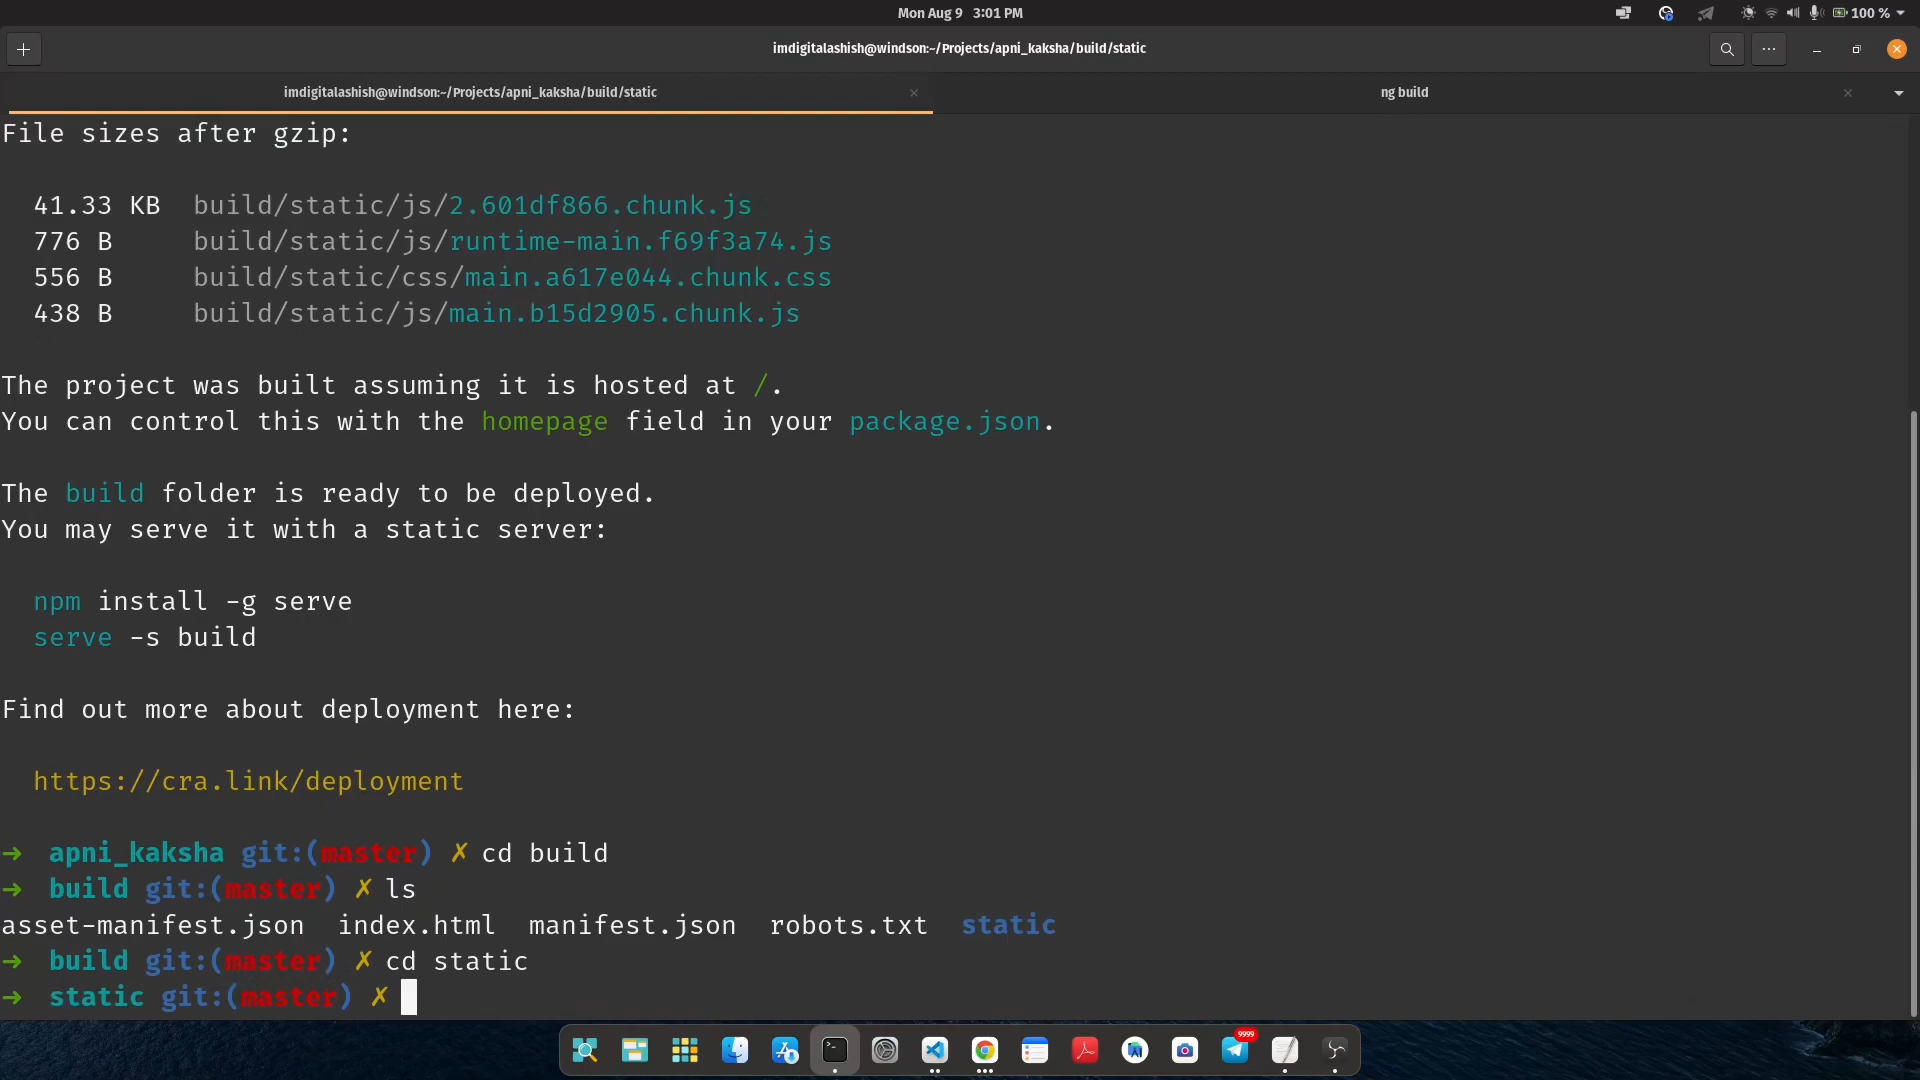 Mon Aug 9 3:01 PM
100 %
imdigitalashish@windson:~/Projects/apni_kaksha/build/static
imdigitalashish@windson:~/Projects/apni_kaksha/build/static
ng build
File sizes after gzip:
41.33 KB build/static/js/2.601df866.chunk.js
776 B build/static/js/runtime-main.f69f3a74.js
556 B build/static/css/main.a617e044.chunk.css
438 B build/static/js/main.b15d2905.chunk.js
The project was built assuming it is hosted at /.
You can control this with the homepage field in your package.json.
The build folder is ready to be deployed.
You may serve it with a static server:
npm install -g serve
serve -s build
Find out more about deployment here:
https://cra.link/deployment
➜ apni_kaksha git:(master) ✗ cd build
➜ build git:(master) ✗ ls
asset-manifest.json index.html manifest.json robots.txt static
➜ build git:(master) ✗ cd static
➜ static git:(master) ✗
9999